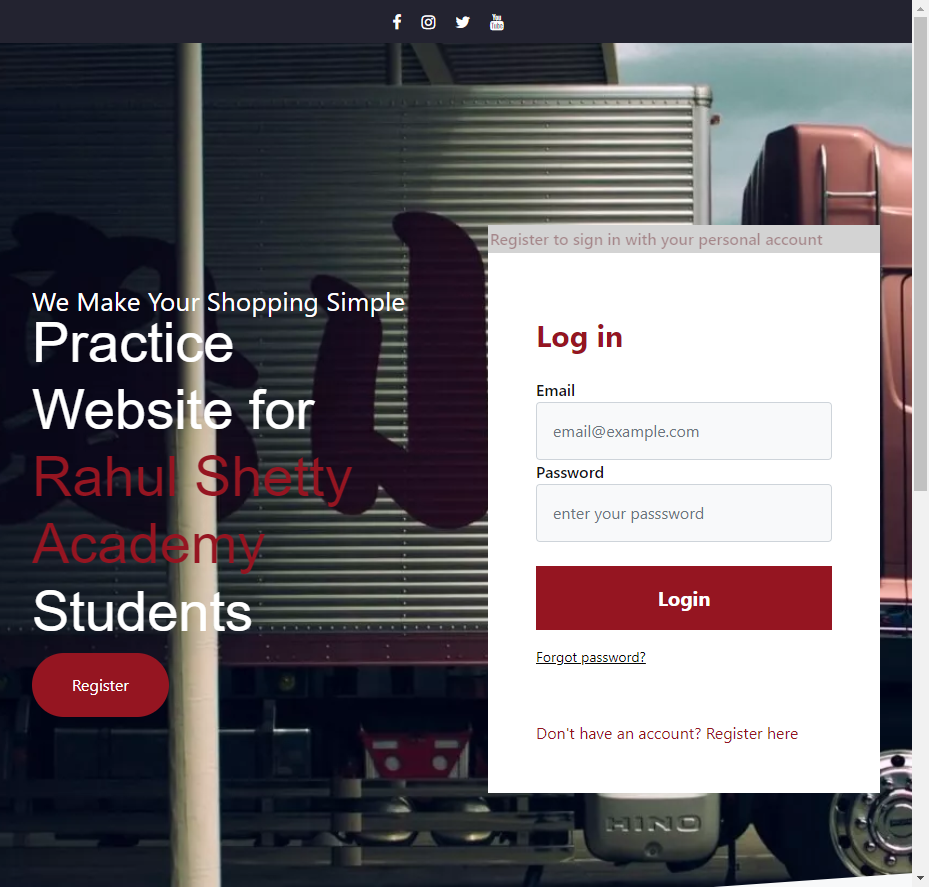 We Make Your Shopping Simple
Practice
Website for
Rahul Shetty
Academy
Students
Register
Register to sign in with your personal account
Log in
Email
email@example.com
Password
enter your passsword
Login
Forgot password?
Don't have an account? Register here
HINO